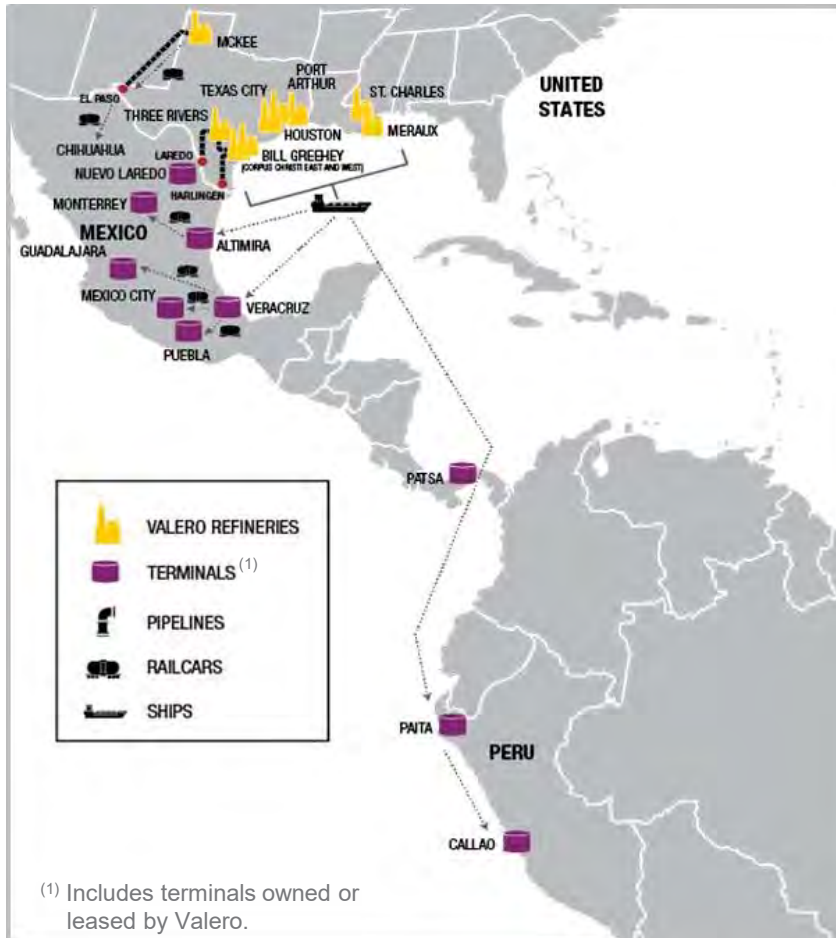 MCKEE
PORT
ARTHUR
TEXAS CITY
ST. CHARLES
UNITED
STATES
EL PASO
THREE RIVERS
HOUSTON
MERAUX
CHIHUAHUA
LAREDO
BILL GREEHEY
(CORPUS CHRISTI EAST AND WEST)
NUEVO LAREDO
HARLINGEN
MONTERREY
MEXICO
ALTIMIRA
GUADALAJARA
MEXICO CITY
VERACRUZ
PUEBLA
PATSA
VALERO REFINERIES
TERMINALS (1)
PIPELINES
RAILCARS
SHIPS
PAITA
PERU
CALLAO
(1) Includes terminals owned or
leased by Valero.